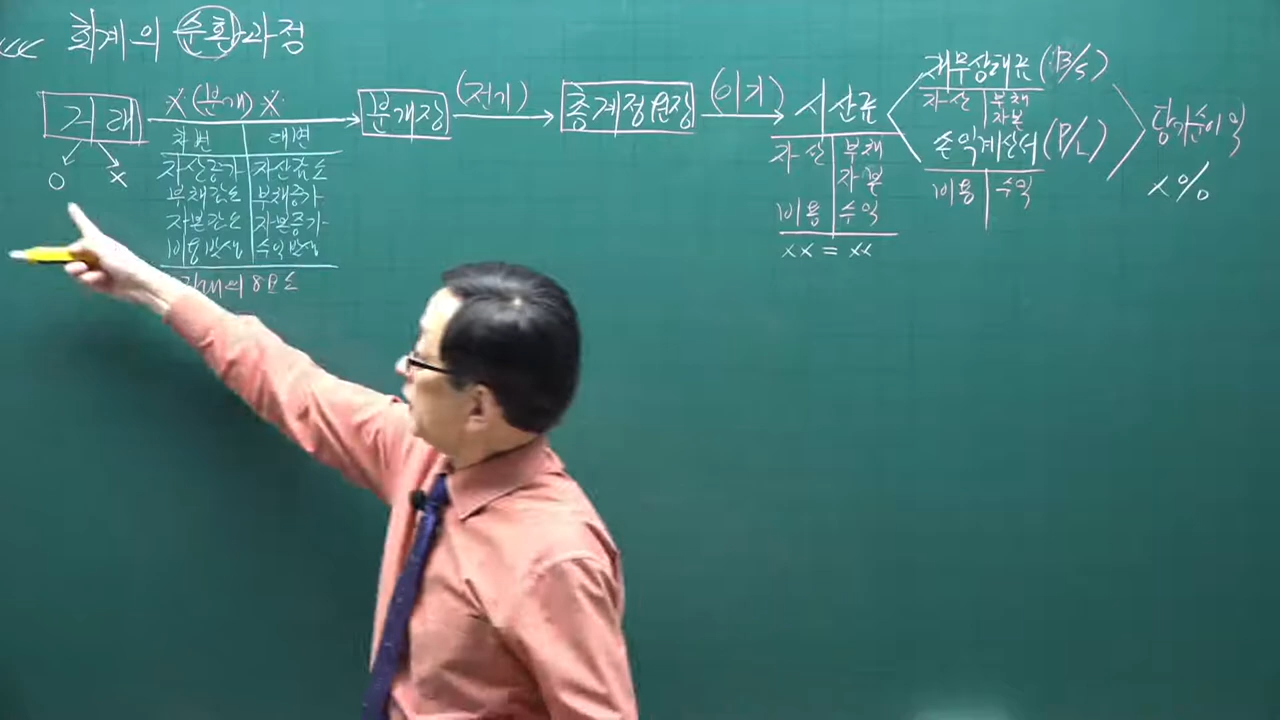 <<< 회계의 순환과정
거래
O X
X (분개) X
차변 대변
자산증가 자산감소
부채감소 부채증가
자본감소 자본증가
비용발생 수익발생
거래의 8요소
분개장
(전기)
총계정원장
(이기)
시산표
자산 부채
자본
비용 수익
xx = xx
재무상태표 (B/S)
자산 부채
자본
손익계산서 (P/L)
비용 수익
당기순이익
x%